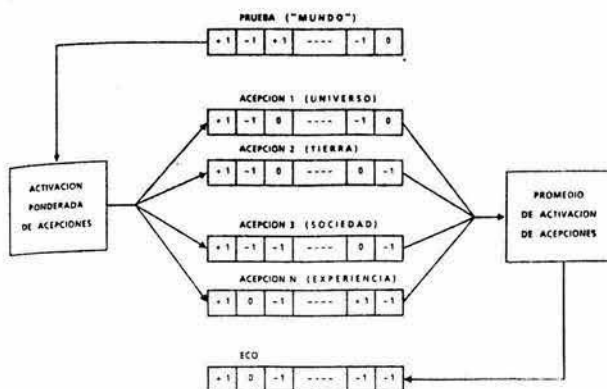 PRUEBA ("MUNDO")
+1 -1 +1 ---- -1 0
ACEPCION 1 (UNIVERSO)
+1 -1 0 ---- -1 0
ACEPCION 2 (TIERRA)
+1 -1 0 ---- 0 -1
ACTIVACION
PONDERADA
DE ACEPCIONES
PROMEDIO
DE ACTIVACION
DE ACEPCIONES
ACEPCION 3 (SOCIEDAD)
+1 -1 -1 ---- 0 -1
ACEPCION N (EXPERIENCIA)
+1 0 -1 ---- +1 -1
ECO
+1 0 -1 ---- -1 -1